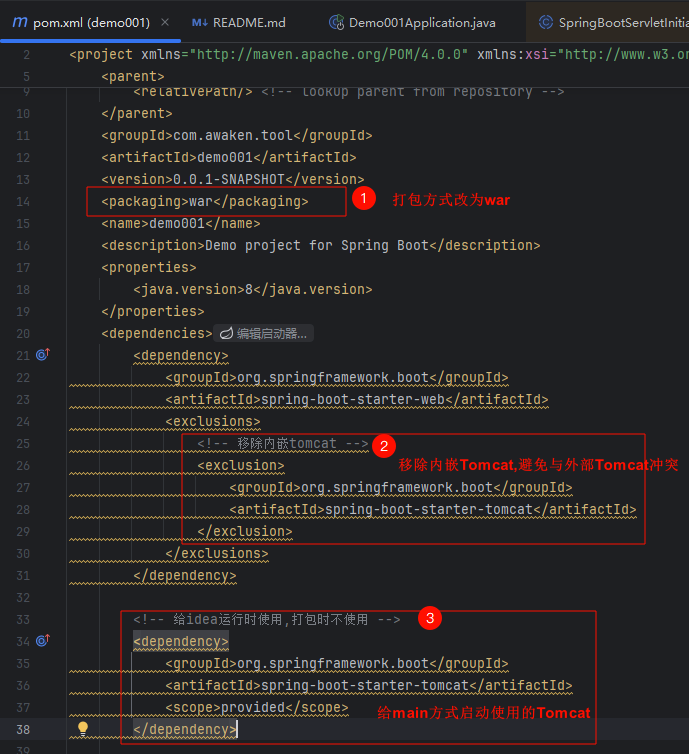 pom.xml (demo001) × README.md Demo001Application.java SpringBootServletInitia
2 <project xmlns="http://maven.apache.org/POM/4.0.0" xmlns:xsi="http://www.w3.or
5 <parent>
9 <relativePath/> <!-- lookup parent from repository -->
10 </parent>
11 <groupId>com.awaken.tool</groupId>
12 <artifactId>demo001</artifactId>
13 <version>0.0.1-SNAPSHOT</version>
14 <packaging>war</packaging> 1 打包方式改为war
15 <name>demo001</name>
16 <description>Demo project for Spring Boot</description>
17 <properties>
18 <java.version>8</java.version>
19 </properties>
20 <dependencies> 编辑启动器...
21 <dependency>
22 <groupId>org.springframework.boot</groupId>
23 <artifactId>spring-boot-starter-web</artifactId>
24 <exclusions>
25 <!-- 移除内嵌tomcat --> 2
26 <exclusion> 移除内嵌Tomcat,避免与外部Tomcat冲突
27 <groupId>org.springframework.boot</groupId>
28 <artifactId>spring-boot-starter-tomcat</artifactId>
29 </exclusion>
30 </exclusions>
31 </dependency>
32
33 <!-- 给idea运行时使用,打包时不使用 --> 3
34 <dependency>
35 <groupId>org.springframework.boot</groupId>
36 <artifactId>spring-boot-starter-tomcat</artifactId>
37 <scope>provided</scope> 给main方式启动使用的Tomcat
38 </dependency>
39